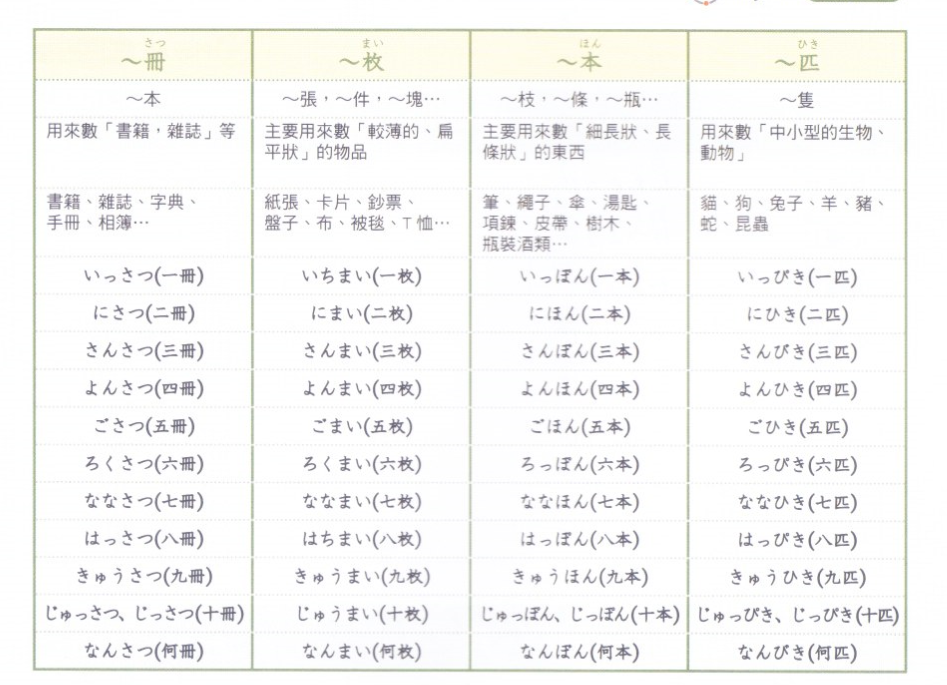 さつ まい ほん ひき
～冊 ～枚 ～本 ～匹
～本 ～張，～件，～塊… ～枝，～條，～瓶… ～隻
用來數「書籍，雜誌」等
主要用來數「較薄的、扁
平狀」的物品
主要用來數「細長狀、長
條狀」的東西
用來數「中小型的生物、
動物」
書籍、雜誌、字典、
手冊、相簿…
紙張、卡片、鈔票、
盤子、布、被毯、T恤…
筆、繩子、傘、湯匙、
項鍊、皮帶、樹木、
瓶裝酒類…
貓、狗、兔子、羊、豬、
蛇、昆蟲
いっさつ(一冊) いちまい(一枚) いっぽん(一本) いっぴき(一匹)
にさつ(二冊) にまい(二枚) にほん(二本) にひき(二匹)
さんさつ(三冊) さんまい(三枚) さんぼん(三本) さんびき(三匹)
よんさつ(四冊) よんまい(四枚) よんほん(四本) よんひき(四匹)
ごさつ(五冊) ごまい(五枚) ごほん(五本) ごひき(五匹)
ろくさつ(六冊) ろくまい(六枚) ろっぽん(六本) ろっぴき(六匹)
ななさつ(七冊) ななまい(七枚) ななほん(七本) ななひき(七匹)
はっさつ(八冊) はちまい(八枚) はっぽん(八本) はっぴき(八匹)
きゅうさつ(九冊) きゅうまい(九枚) きゅうほん(九本) きゅうひき(九匹)
じゅっさつ、じっさつ(十冊) じゅうまい(十枚) じゅっぽん、じっぽん(十本) じゅっぴき、じっぴき(十匹)
なんさつ(何冊) なんまい(何枚) なんぼん(何本) なんびき(何匹)